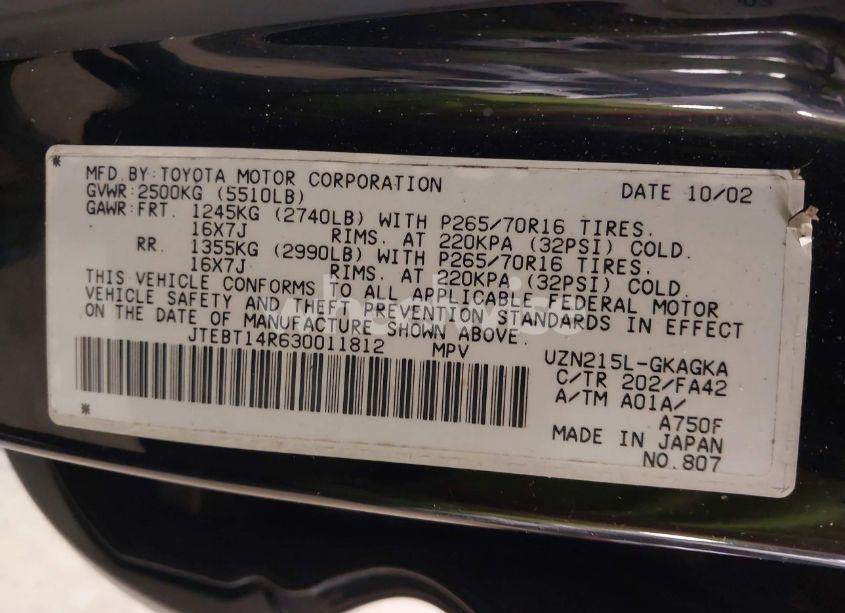 MFD.BY:TOYOTA MOTOR CORPORATION DATE 10/02
GVWR:2500KG (5510LB)
GAWR:FRT. 1245KG (2740LB) WITH P265/70R16 TIRES.
16X7J RIMS. AT 220KPA (32PSI) COLD.
RR. 1355KG (2990LB) WITH P265/70R16 TIRES.
16X7J RIMS. AT 220KPA (32PSI) COLD.
THIS VEHICLE CONFORMS TO ALL APPLICABLE FEDERAL MOTOR
VEHICLE SAFETY AND THEFT PREVENTION STANDARDS IN EFFECT
ON THE DATE OF MANUFACTURE SHOWN ABOVE.
JTEBT14R630011812 MPV
UZN215L-GKAGKA
C/TR 202/FA42
A/TM A01A/
A750F
MADE IN JAPAN
NO.807